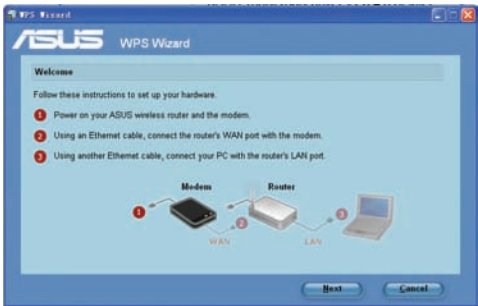 WPS Wizard
ASUS WPS Wizard
Welcome
Follow these instructions to set up your hardware.
1 Power on your ASUS wireless router and the modem.
2 Using an Ethernet cable, connect the router's WAN port with the modem.
3 Using another Ethernet cable, connect your PC with the router's LAN port.
Modem Router
1 2 3
WAN LAN
Next Cancel